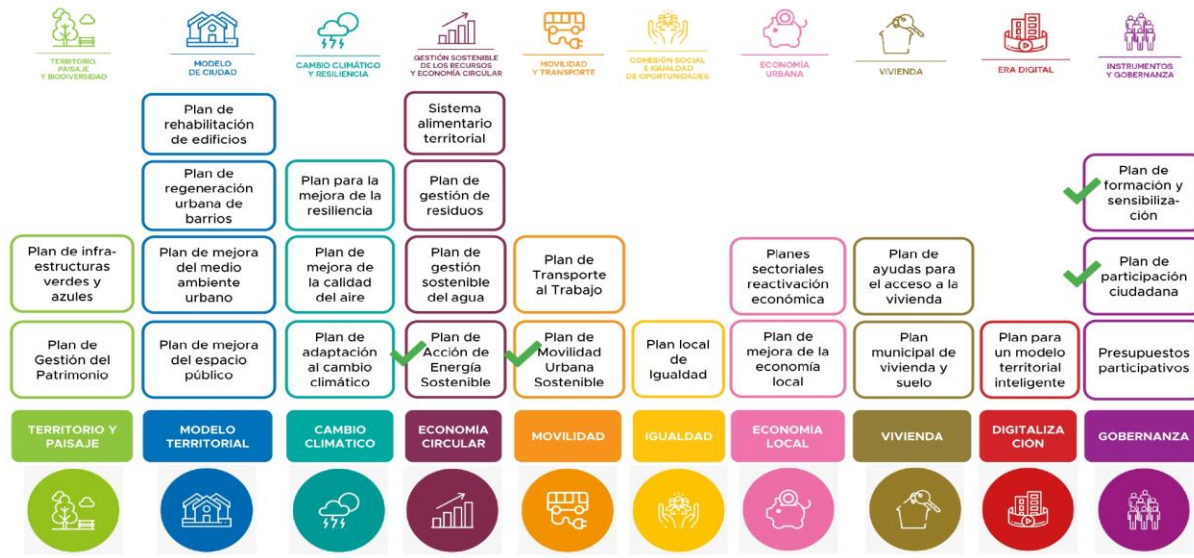 TERRITORIO,
PAISAJE
Y BIODIVERSIDAD
MODELO
DE CIUDAD
CAMBIO CLIMÁTICO
Y RESILIENCIA
GESTIÓN SOSTENIBLE
DE LOS RECURSOS
Y ECONOMÍA CIRCULAR
MOVILIDAD
Y TRANSPORTE
COHESIÓN SOCIAL
E IGUALDAD
DE OPORTUNIDADES
ECONOMÍA
URBANA
VIVIENDA
ERA DIGITAL
INSTRUMENTOS
Y GOBERNANZA
Plan de
rehabilitación
de edificios
Sistema
alimentario
territorial
Plan de
regeneración
urbana de
barrios
Plan para la
mejora de la
resiliencia
Plan de
gestión de
residuos
Plan de
formación y
sensibiliza-
ción
Plan de infra-
estructuras
verdes y
azules
Plan de mejora
del medio
ambiente
urbano
Plan de
mejora de
la calidad
del aire
Plan de
gestión
sostenible
del agua
Plan de
Transporte
al Trabajo
Planes
sectoriales
reactivación
económica
Plan de
ayudas para
el acceso a la
vivienda
Plan de
participación
ciudadana
Plan de
Gestión del
Patrimonio
Plan de mejora
del espacio
público
Plan de
adaptación
al cambio
climático
Plan de
Acción de
Energía
Sostenible
Plan de
Movilidad
Urbana
Sostenible
Plan local
de
Igualdad
Plan de
mejora de la
economía
local
Plan
municipal de
vivienda y
suelo
Plan para
un modelo
territorial
inteligente
Presupuestos
participativos
TERRITORIO Y
PAISAJE
MODELO
TERRITORIAL
CAMBIO
CLIMÁTICO
ECONOMÍA
CIRCULAR
MOVILIDAD
IGUALDAD
ECONOMÍA
LOCAL
VIVIENDA
DIGITALIZA
CIÓN
GOBERNANZA